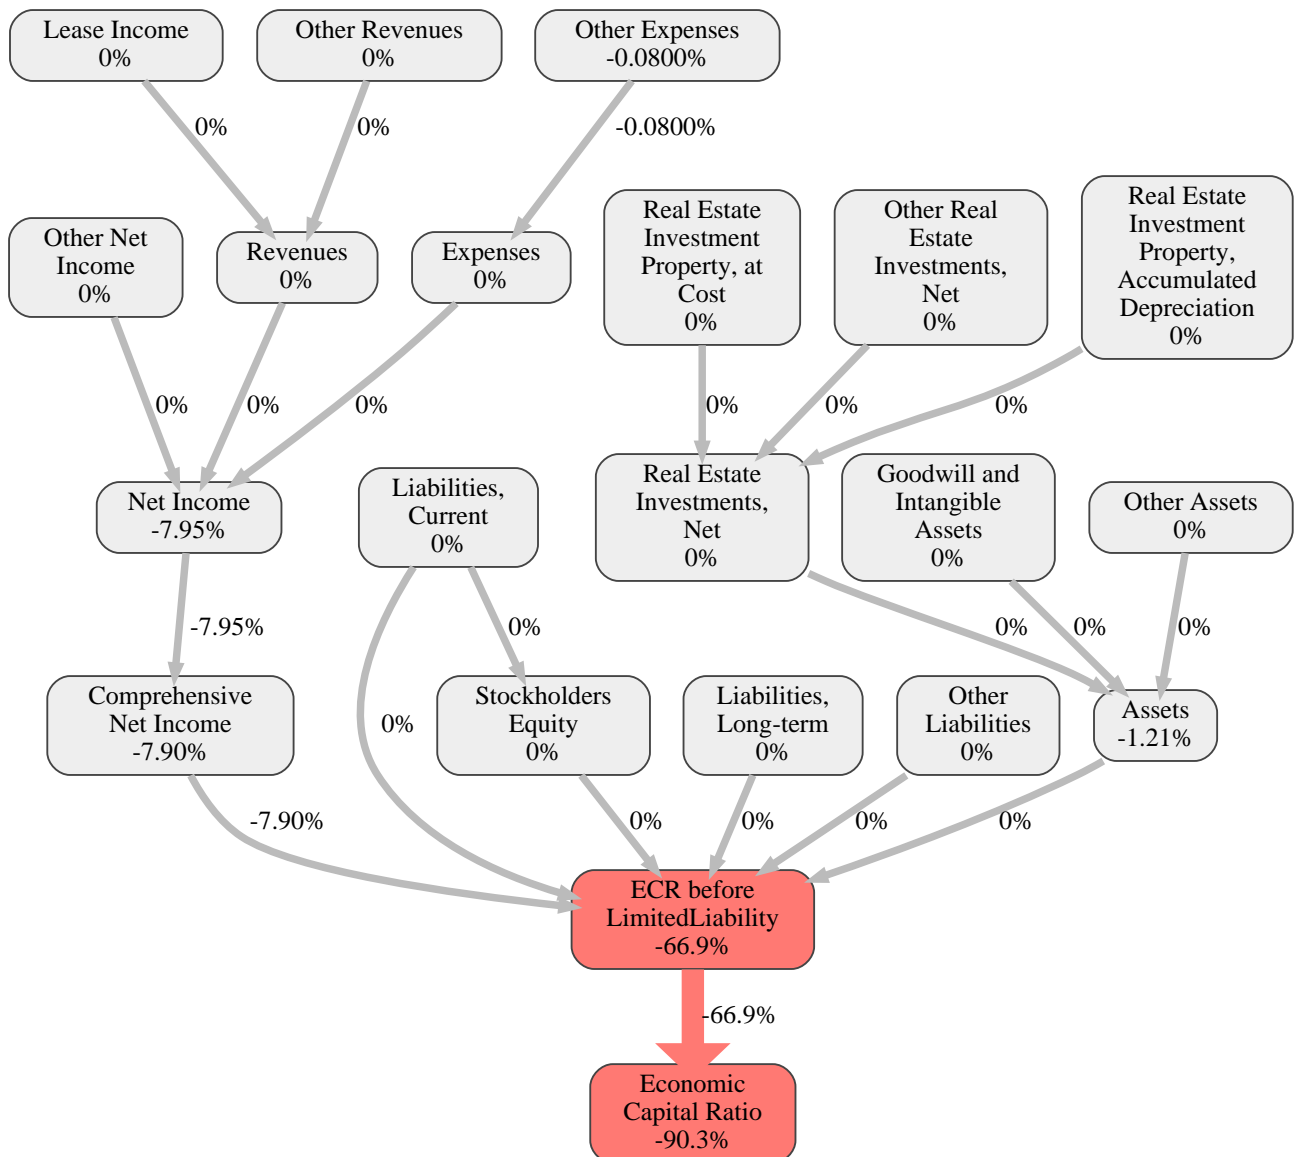 Lease Income
0%
Other Revenues
0%
Other Expenses
-0.0800%
0%
0%
-0.0800%
Other Net
Income
0%
Revenues
0%
Expenses
0%
Real Estate
Investment
Property, at
Cost
0%
Other Real
Estate
Investments,
Net
0%
Real Estate
Investment
Property,
Accumulated
Depreciation
0%
0%
0%
0%
0%
0%
0%
Net Income
-7.95%
Liabilities,
Current
0%
Real Estate
Investments,
Net
0%
Goodwill and
Intangible
Assets
0%
Other Assets
0%
-7.95%
0%
0%
0%
0%
Comprehensive
Net Income
-7.90%
0%
Stockholders
Equity
0%
Liabilities,
Long-term
0%
Other
Liabilities
0%
Assets
-1.21%
-7.90%
0%
0%
0%
0%
ECR before
LimitedLiability
-66.9%
-66.9%
Economic
Capital Ratio
-90.3%